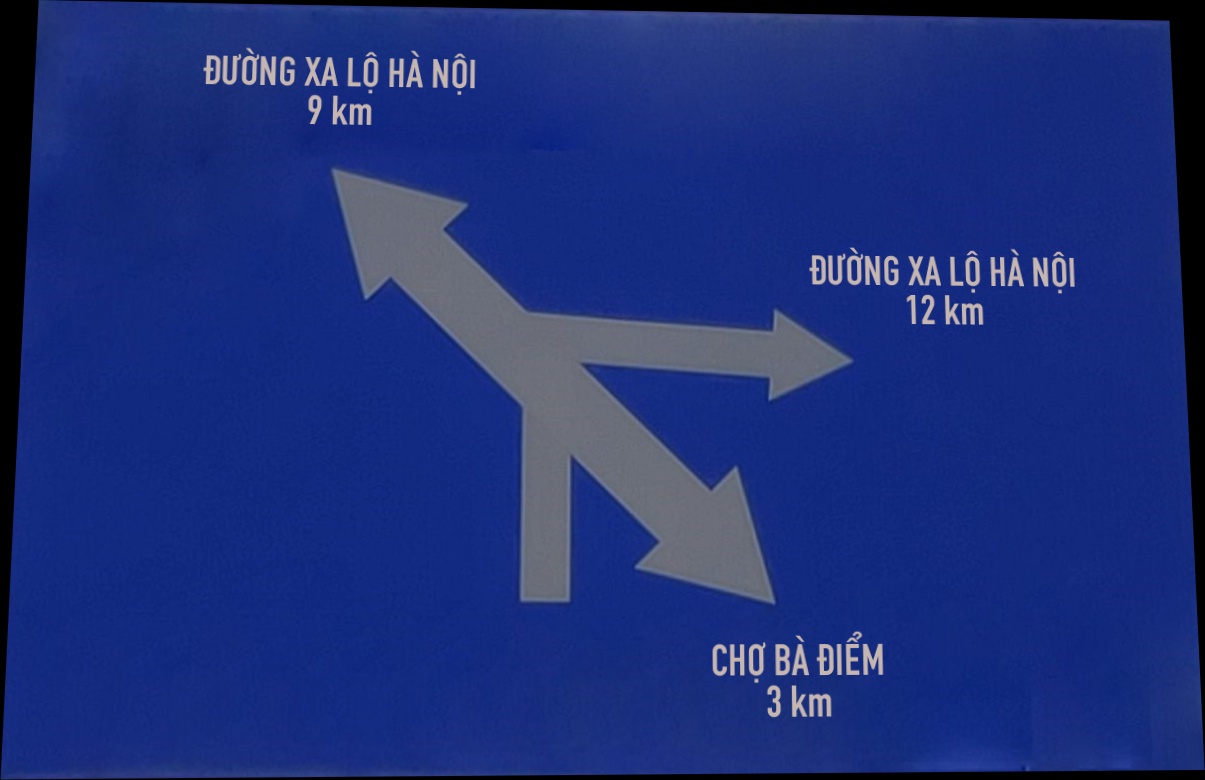 ĐƯỜNG XA LỘ HÀ NỘI
9 km
ĐƯỜNG XA LỘ HÀ NỘI
12 km
CHỢ BÀ ĐIỂM
3 km